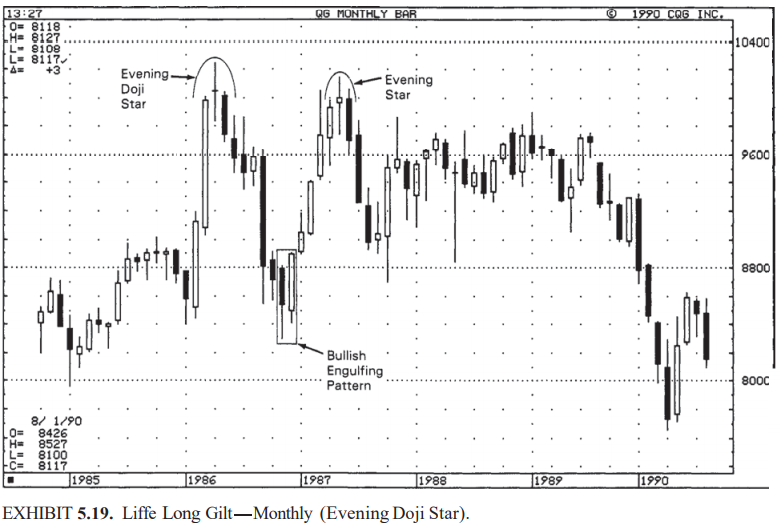 13:27 QG MONTHLY BAR © 1990 CQG INC.
O= 8118
H= 8127
L= 8108
L= 8117✓
Δ= +3
10400
Evening
Doji
Star
Evening
Star
9600
8800
Bullish
Engulfing
Pattern
8000
8/ 1/90
O= 8426
H= 8527
L= 8100
C= 8117
1985 1986 1987 1988 1989 1990
EXHIBIT 5.19. Liffe Long Gilt—Monthly (Evening Doji Star).